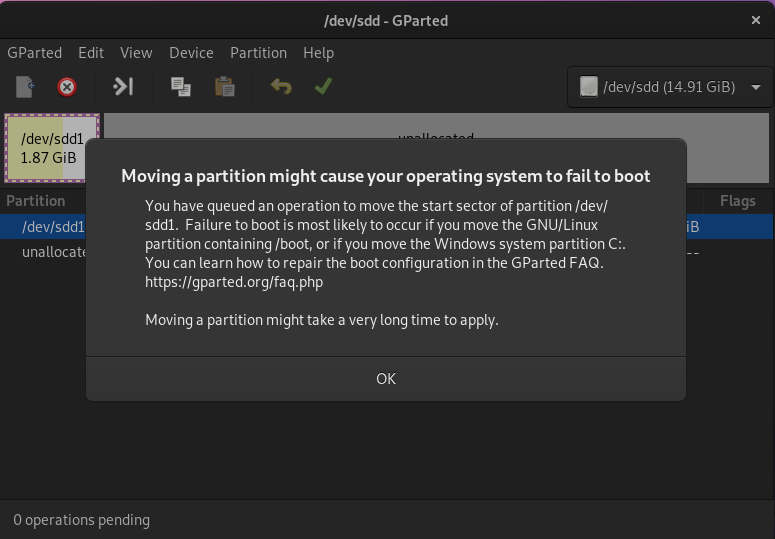 /dev/sdd - GParted
GParted Edit View Device Partition Help
/dev/sdd (14.91 GiB)
/dev/sdd1
1.87 GiB
unallocated
Moving a partition might cause your operating system to fail to boot
You have queued an operation to move the start sector of partition /dev/
sdd1. Failure to boot is most likely to occur if you move the GNU/Linux
partition containing /boot, or if you move the Windows system partition C:.
You can learn how to repair the boot configuration in the GParted FAQ.
https://gparted.org/faq.php
Moving a partition might take a very long time to apply.
OK
Partition Flags
/dev/sdd1 iB
unallocate --
0 operations pending